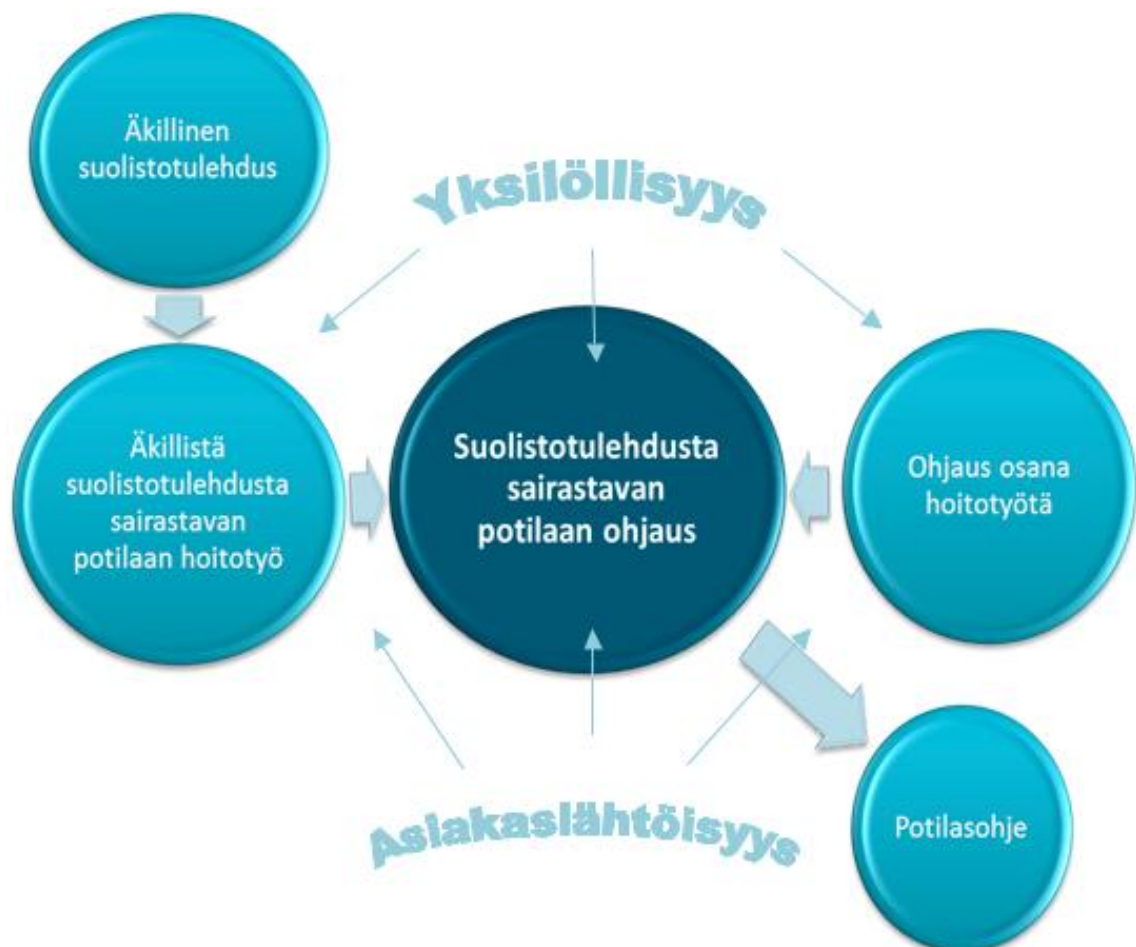 Äkillinen
suolistotulehdus
Yksilöllisyys
Äkillistä
suolistotulehdusta
sairastavan
potilaan hoitotyö
Suolistotulehdusta
sairastavan
potilaan ohjaus
Ohjaus osana
hoitotyötä
Asiakaslähtöisyys
Potilasohje